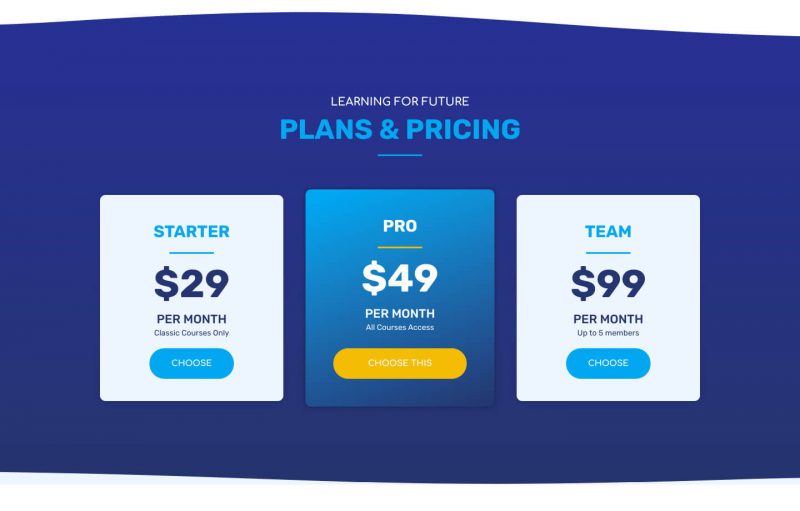 LEARNING FOR FUTURE
PLANS & PRICING
STARTER
$29
PER MONTH
Classic Courses Only
CHOOSE
PRO
$49
PER MONTH
All Courses Access
CHOOSE THIS
TEAM
$99
PER MONTH
Up to 5 members
CHOOSE